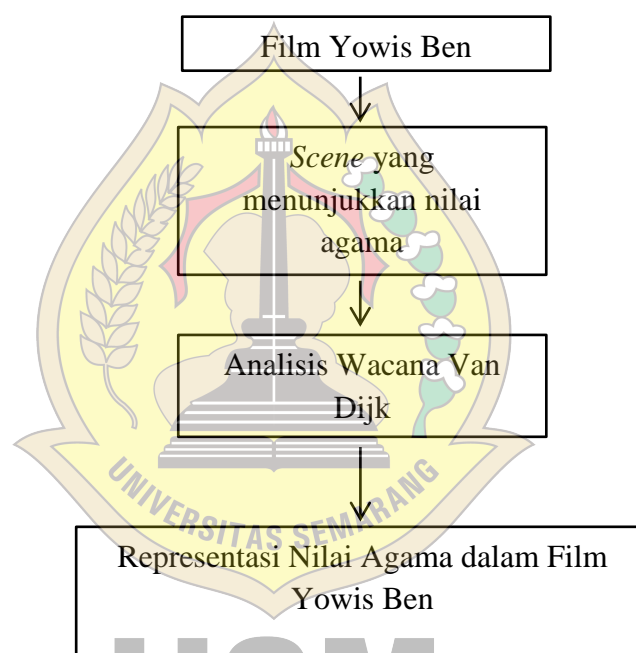 Film Yowis Ben
Scene yang
menunjukkan nilai
agama
Analisis Wacana Van
Dijk
UNIVERSITAS SEMARANG
Representasi Nilai Agama dalam Film
Yowis Ben
USM